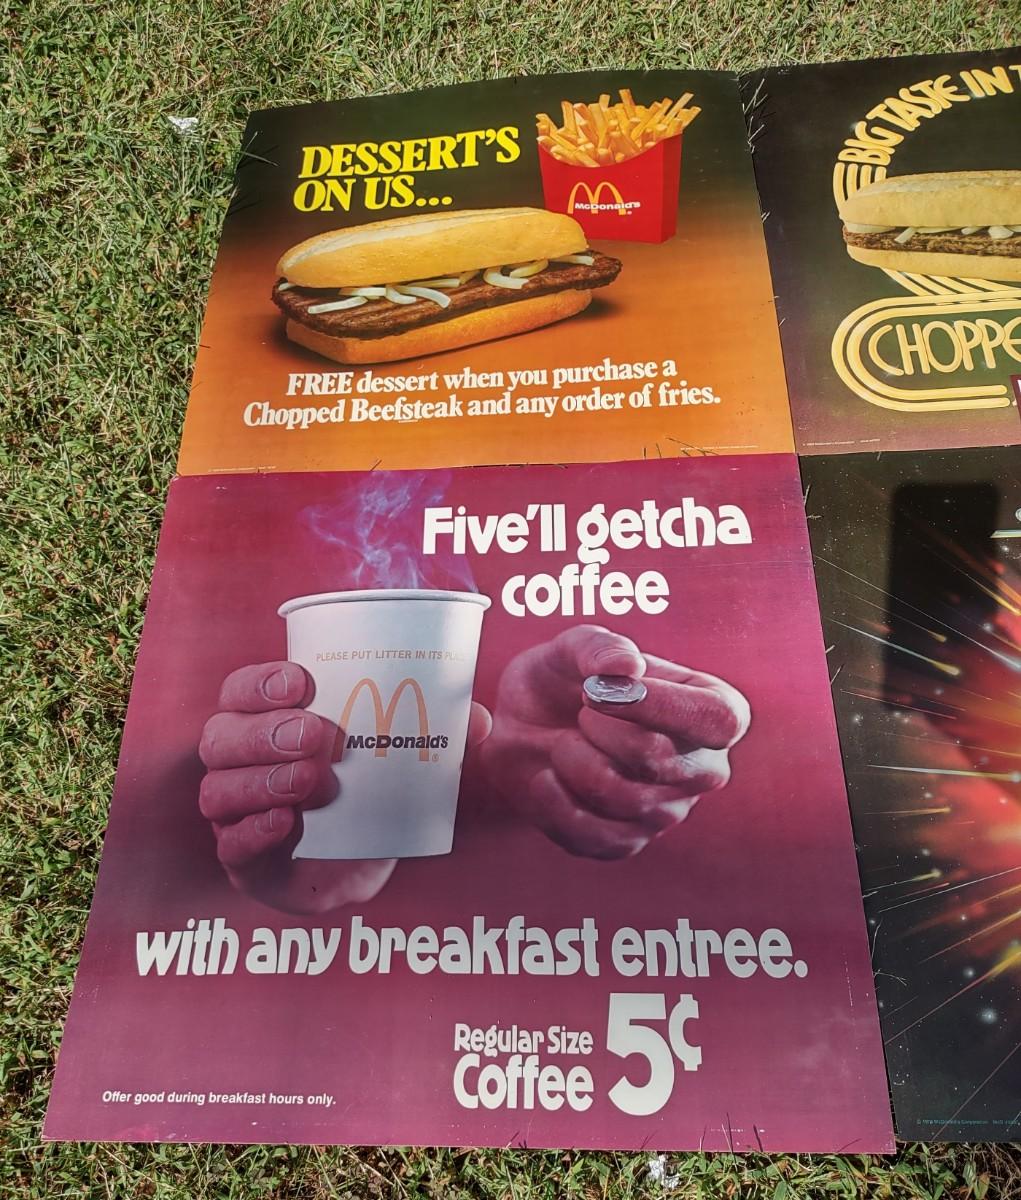 DESSERT'S
ON US...
McDonald's
FREE dessert when you purchase a
Chopped Beefsteak and any order of fries.
BIG TASTE IN
CHOPPE
Five'll getcha
coffee
PLEASE PUT LITTER IN ITS
McDonald's
with any breakfast entree.
Regular Size
Coffee
5¢
Offer good during breakfast hours only.